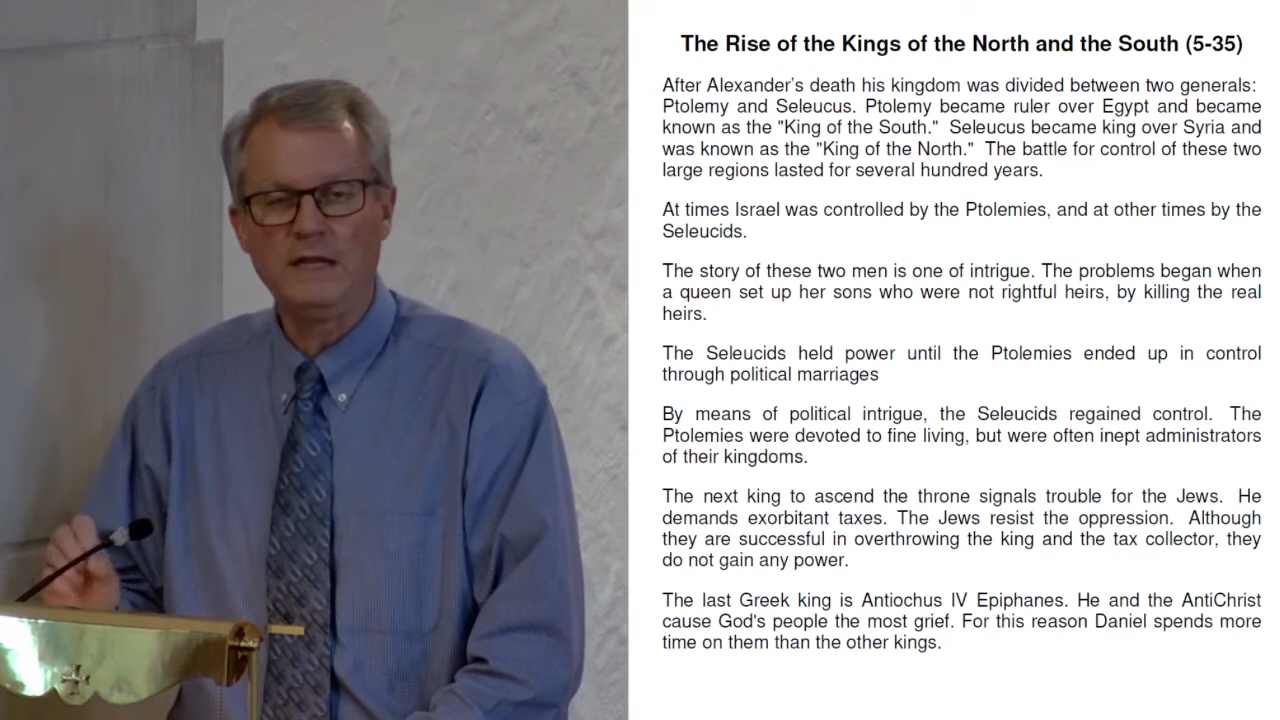 The Rise of the Kings of the North and the South (5-35)
After Alexander's death his kingdom was divided between two generals:
Ptolemy and Seleucus. Ptolemy became ruler over Egypt and became
known as the "King of the South." Seleucus became king over Syria and
was known as the "King of the North." The battle for control of these two
large regions lasted for several hundred years.
At times Israel was controlled by the Ptolemies, and at other times by the
Seleucids.
The story of these two men is one of intrigue. The problems began when
a queen set up her sons who were not rightful heirs, by killing the real
heirs.
The Seleucids held power until the Ptolemies ended up in control
through political marriages
By means of political intrigue, the Seleucids regained control. The
Ptolemies were devoted to fine living, but were often inept administrators
of their kingdoms.
The next king to ascend the throne signals trouble for the Jews. He
demands exorbitant taxes. The Jews resist the oppression. Although
they are successful in overthrowing the king and the tax collector, they
do not gain any power.
The last Greek king is Antiochus IV Epiphanes. He and the AntiChrist
cause God's people the most grief. For this reason Daniel spends more
time on them than the other kings.